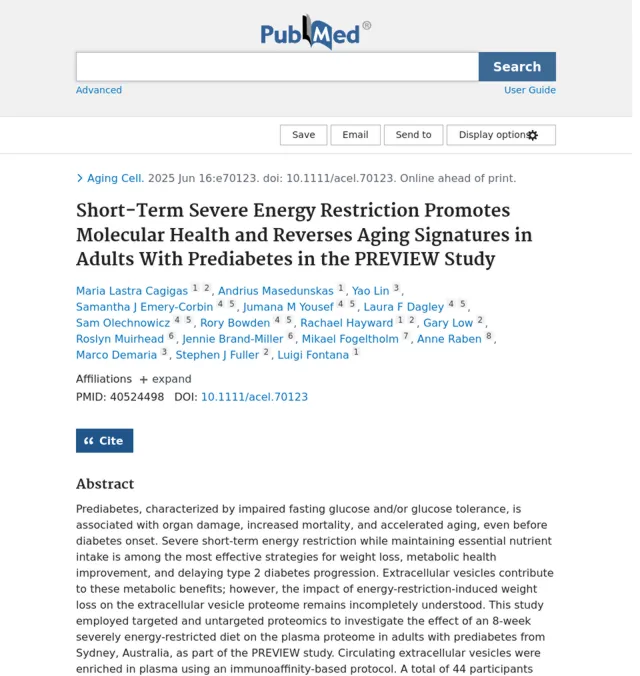 PubMed®
Search
Advanced
User Guide
Save
Email
Send to
Display options
Aging Cell. 2025 Jun 16:e70123. doi: 10.1111/acel.70123. Online ahead of print.
Short-Term Severe Energy Restriction Promotes
Molecular Health and Reverses Aging Signatures in
Adults With Prediabetes in the PREVIEW Study
Maria Lastra Cagigas 1 2, Andrius Masedunskas 1, Yao Lin 3,
Samantha J Emery-Corbin 4 5, Jumana M Yousef 4 5, Laura F Dagley 4 5,
Sam Olechnowicz 4 5, Rory Bowden 4 5, Rachael Hayward 1 2, Gary Low 2,
Roslyn Muirhead 6, Jennie Brand-Miller 6, Mikael Fogelholm 7, Anne Raben 8,
Marco Demaria 3, Stephen J Fuller 2, Luigi Fontana 1
Affiliations + expand
PMID: 40524498 DOI: 10.1111/acel.70123
Cite
Abstract
Prediabetes, characterized by impaired fasting glucose and/or glucose tolerance, is
associated with organ damage, increased mortality, and accelerated aging, even before
diabetes onset. Severe short-term energy restriction while maintaining essential nutrient
intake is among the most effective strategies for weight loss, metabolic health
improvement, and delaying type 2 diabetes progression. Extracellular vesicles contribute
to these metabolic benefits; however, the impact of energy-restriction-induced weight
loss on the extracellular vesicle proteome remains incompletely understood. This study
employed targeted and untargeted proteomics to investigate the effect of an 8-week
severely energy-restricted diet on the plasma proteome in adults with prediabetes from
Sydney, Australia, as part of the PREVIEW study. Circulating extracellular vesicles were
enriched in plasma using an immunoaffinity-based protocol. A total of 44 participants